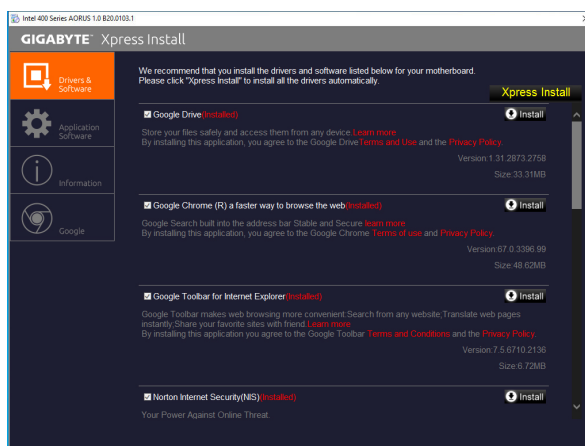 Intel 400 Series AORUS 1.0 B20.0103.1
GIGABYTE™ Xpress Install
Drivers & Software
We recommend that you install the drivers and software listed below for your motherboard.
Please click "Xpress Install" to install all the drivers automatically.
Xpress Install
Application Software
Information
Google
Google Drive(Installed)
Install
Store your files safely and access them from any device.Learn more
By installing this application, you agree to the Google DriveTerms and Use and the Privacy Policy.
Version:1.31.2873.2758
Size:33.31MB
Google Chrome (R) a faster way to browse the web(Installed)
Install
Google Search built into the address bar Stable and Secure learn more
By installing this application, you agree to the Google Chrome Terms of use and Privacy Policy.
Version:67.0.3396.99
Size:48.62MB
Google Toolbar for Internet Explorer(Installed)
Install
Google Toolbar makes web browsing more convenient:Search from any website;Translate web pages
instantly;Share your favorite sites with friend.Learn more
By installing this application you agree to the Google Toolbar Terms and Conditions and the Privacy Policy.
Version:7.5.6710.2136
Size:6.72MB
Norton Internet Security(NIS)(Installed)
Install
Your Power Against Online Threat.